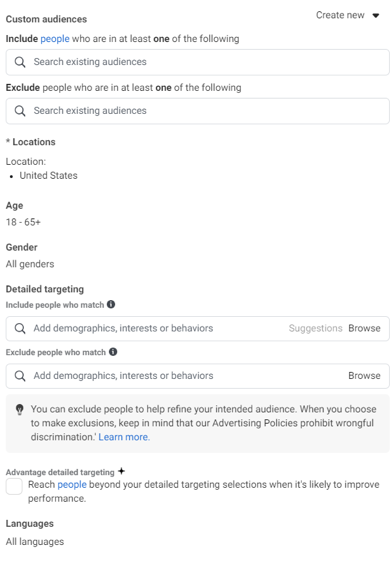 Custom audiences
Create new
Include people who are in at least one of the following
Search existing audiences
Exclude people who are in at least one of the following
Search existing audiences
* Locations
Location:
• United States
Age
18 - 65+
Gender
All genders
Detailed targeting
Include people who match
Add demographics, interests or behaviors Suggestions Browse
Exclude people who match
Add demographics, interests or behaviors Browse
You can exclude people to help refine your intended audience. When you choose
to make exclusions, keep in mind that our Advertising Policies prohibit wrongful
discrimination.' Learn more.
Advantage detailed targeting
Reach people beyond your detailed targeting selections when it's likely to improve
performance.
Languages
All languages